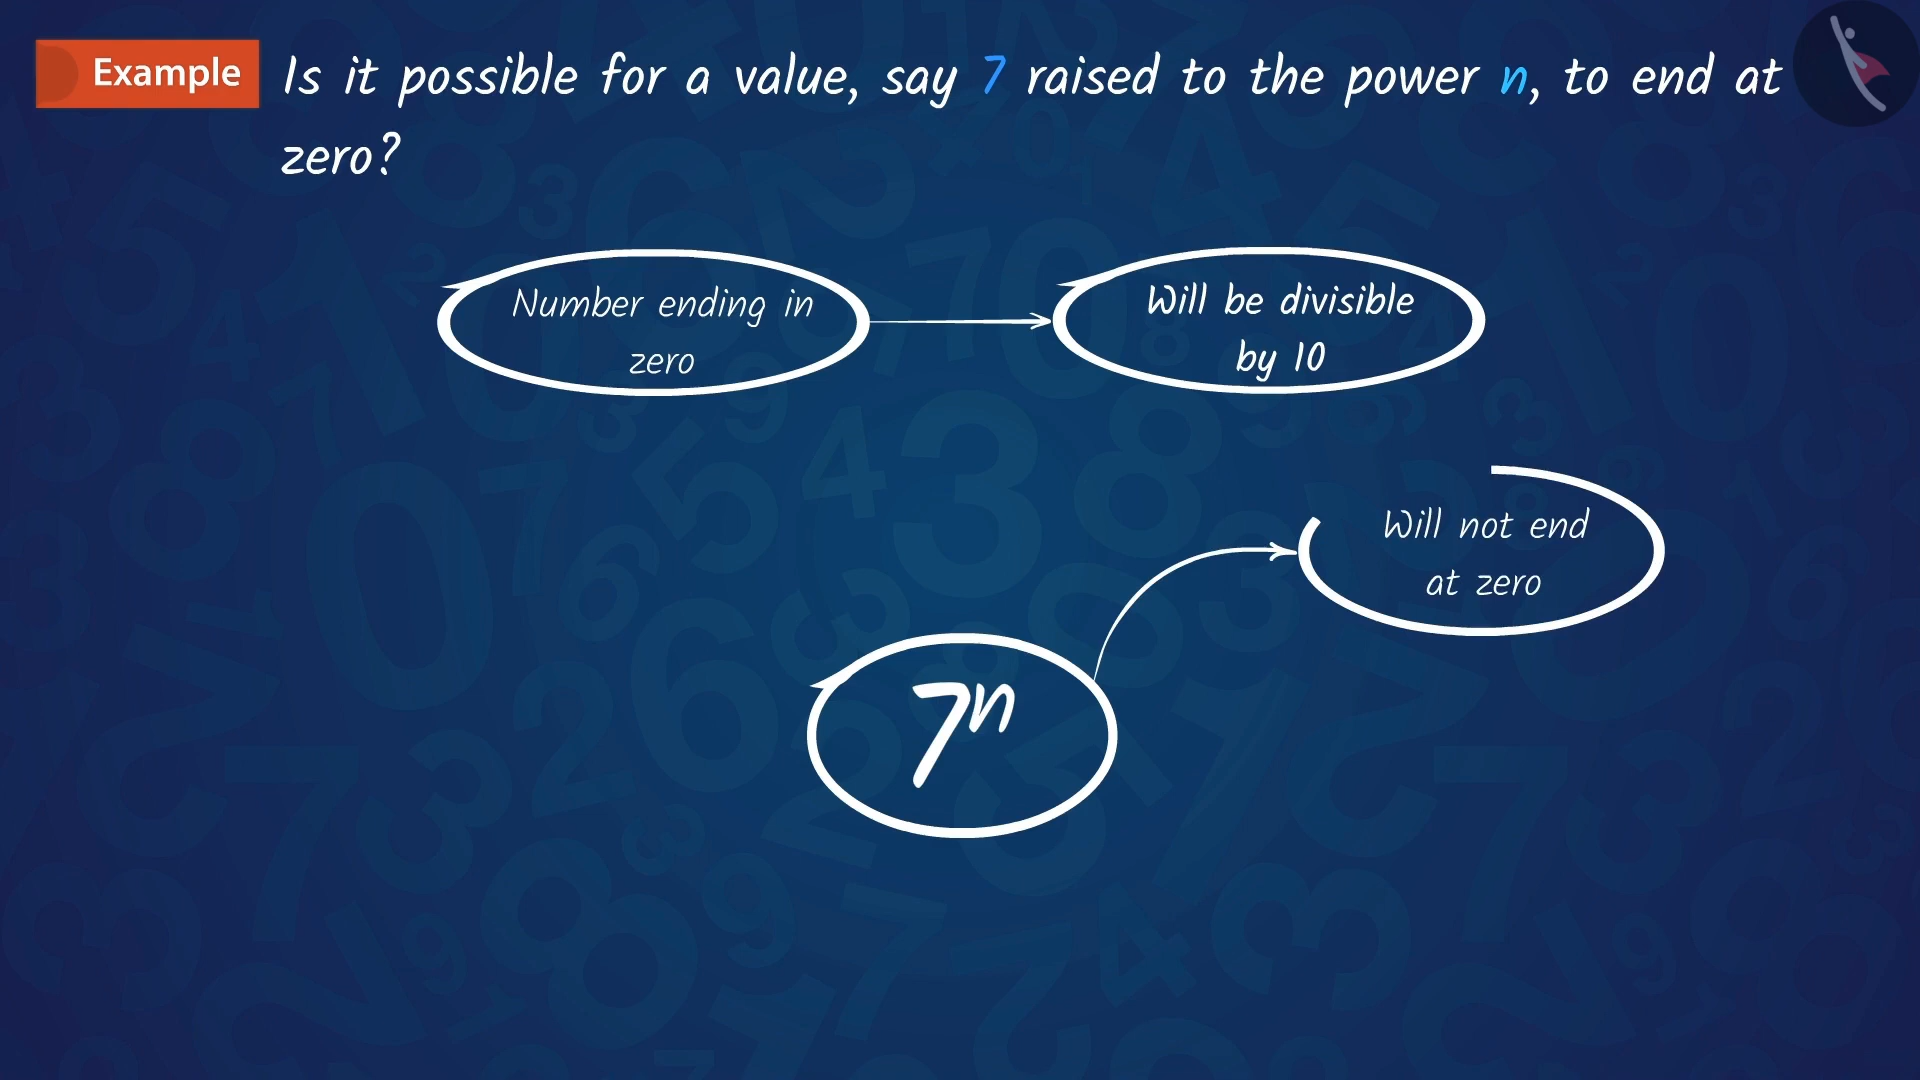 Example
Is it possible for a value, say 7 raised to the power n, to end at
zero?
Number ending in
zero
Will be divisible
by 10
Will not end
at zero
7ⁿ